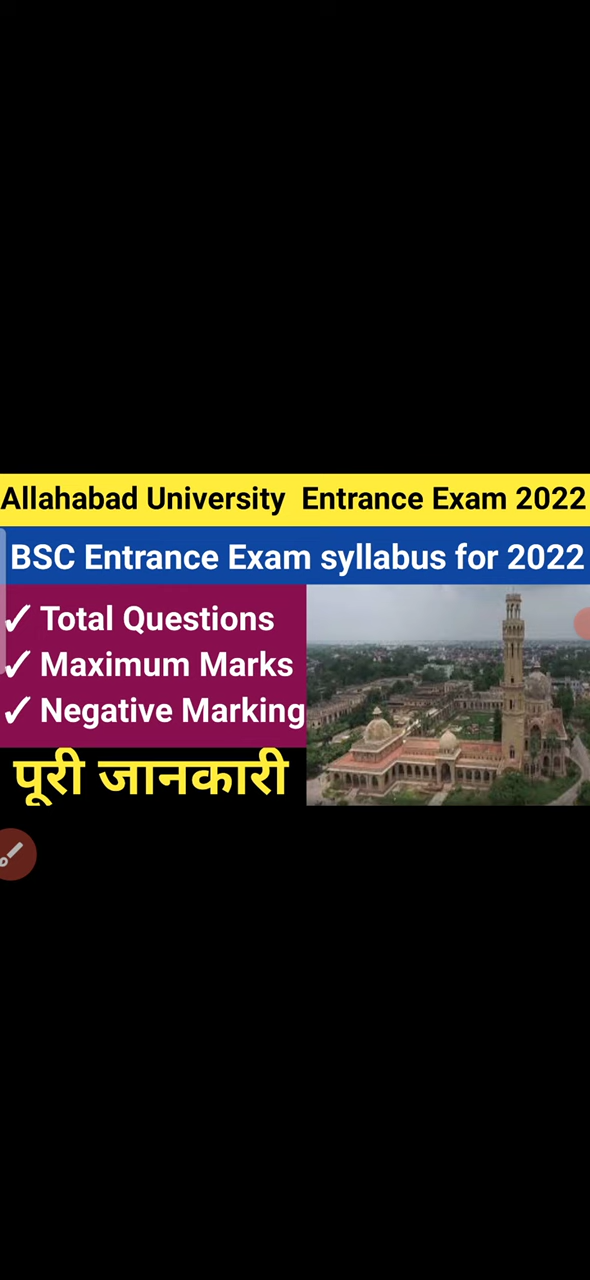 Allahabad University Entrance Exam 2022
BSC Entrance Exam syllabus for 2022
✓ Total Questions
✓ Maximum Marks
✓ Negative Marking
पूरी जानकारी